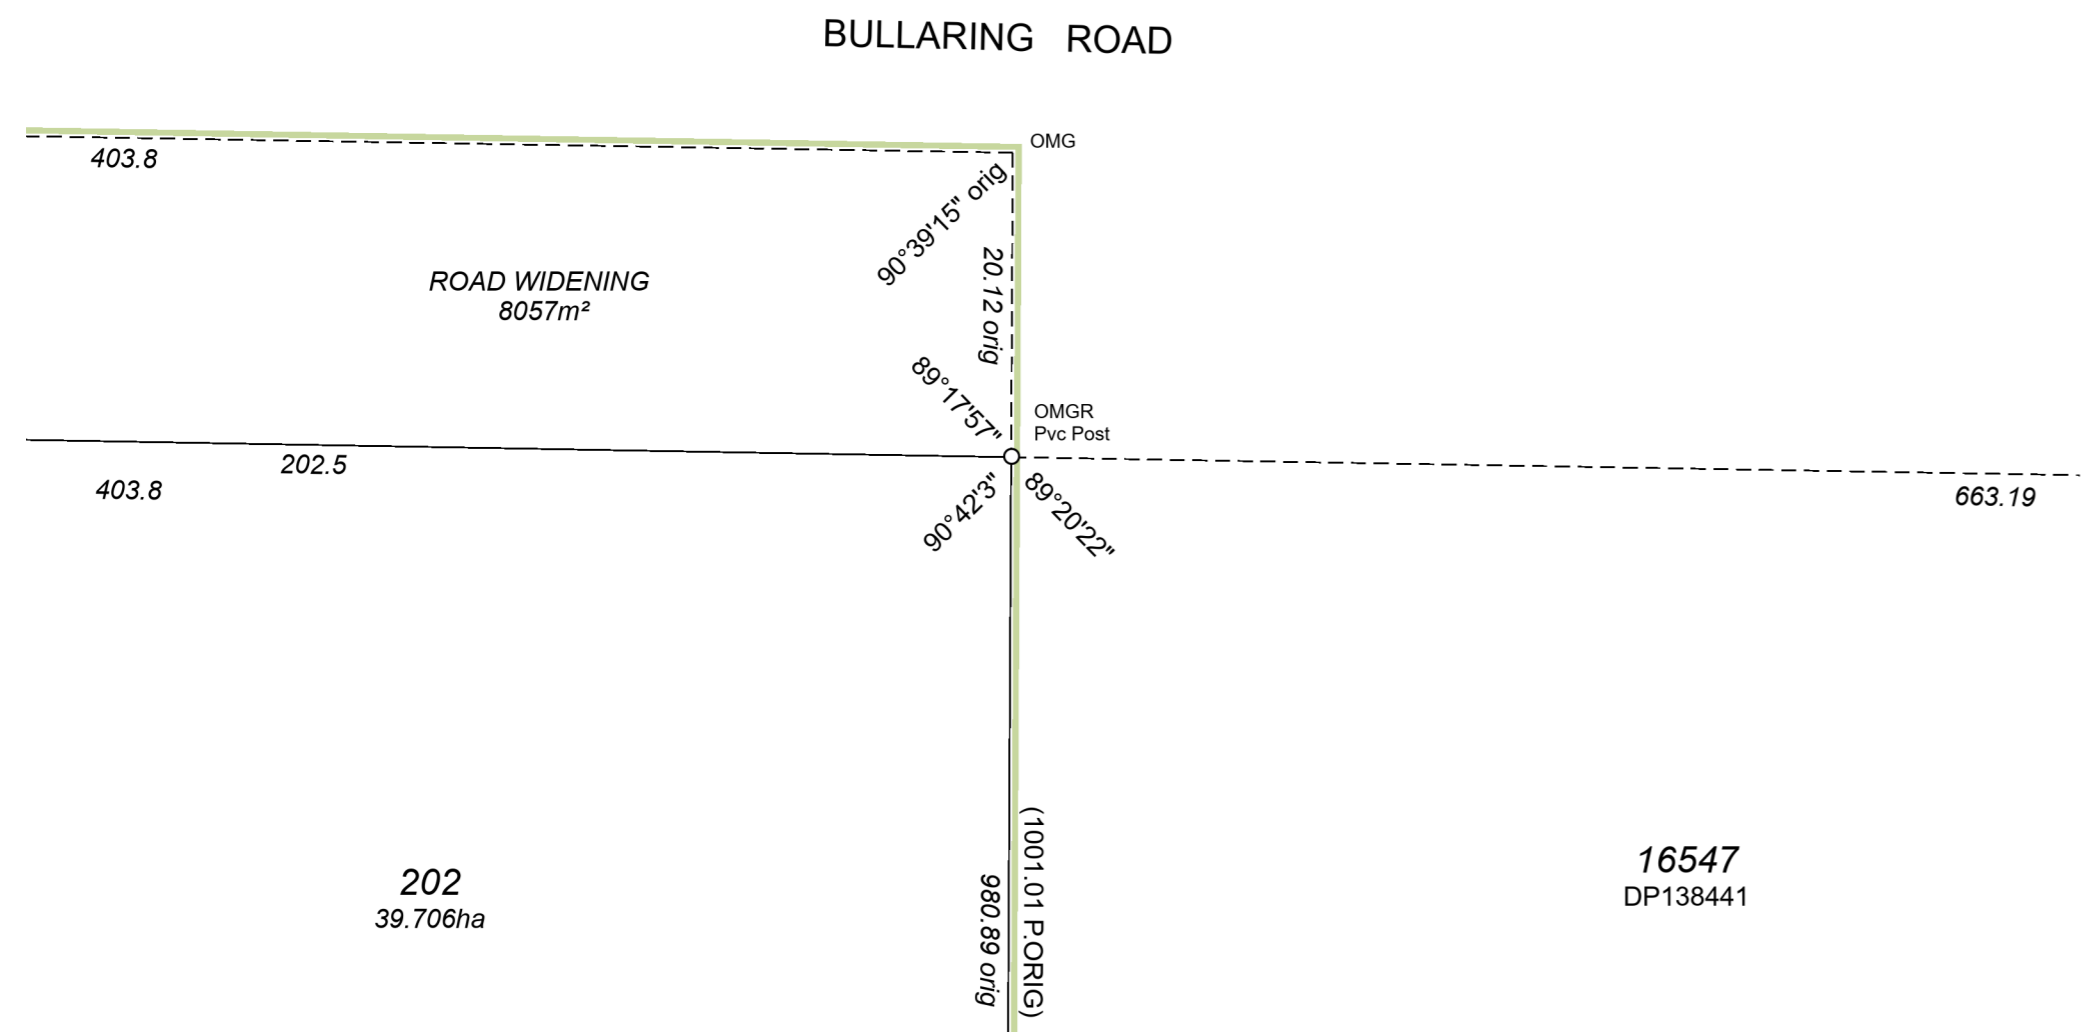 BULLARING ROAD
OMG
403.8
90°39'15" orig
20.12 orig
ROAD WIDENING
8057m²
89°17'57"
OMGR
Pvc Post
202.5
403.8
90°42'3"
89°20'22"
663.19
(1001.01 P.ORIG)
980.89 orig
202
39.706ha
16547
DP138441